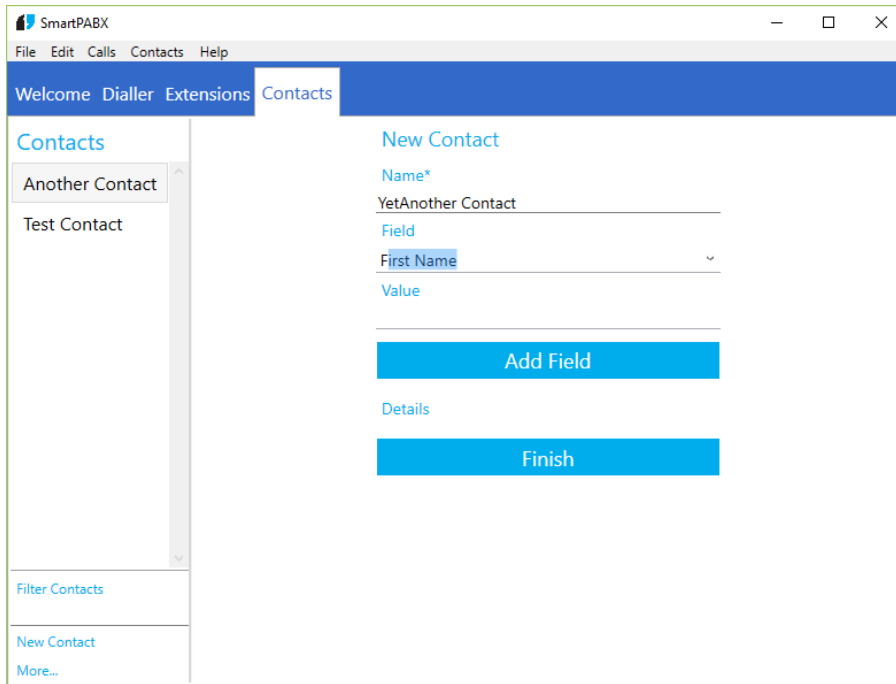 SmartPABX
File Edit Calls Contacts Help
Welcome Dialler Extensions Contacts
Contacts
Another Contact
Test Contact
Filter Contacts
New Contact
More...
New Contact
Name*
YetAnother Contact
Field
First Name
Value
Add Field
Details
Finish